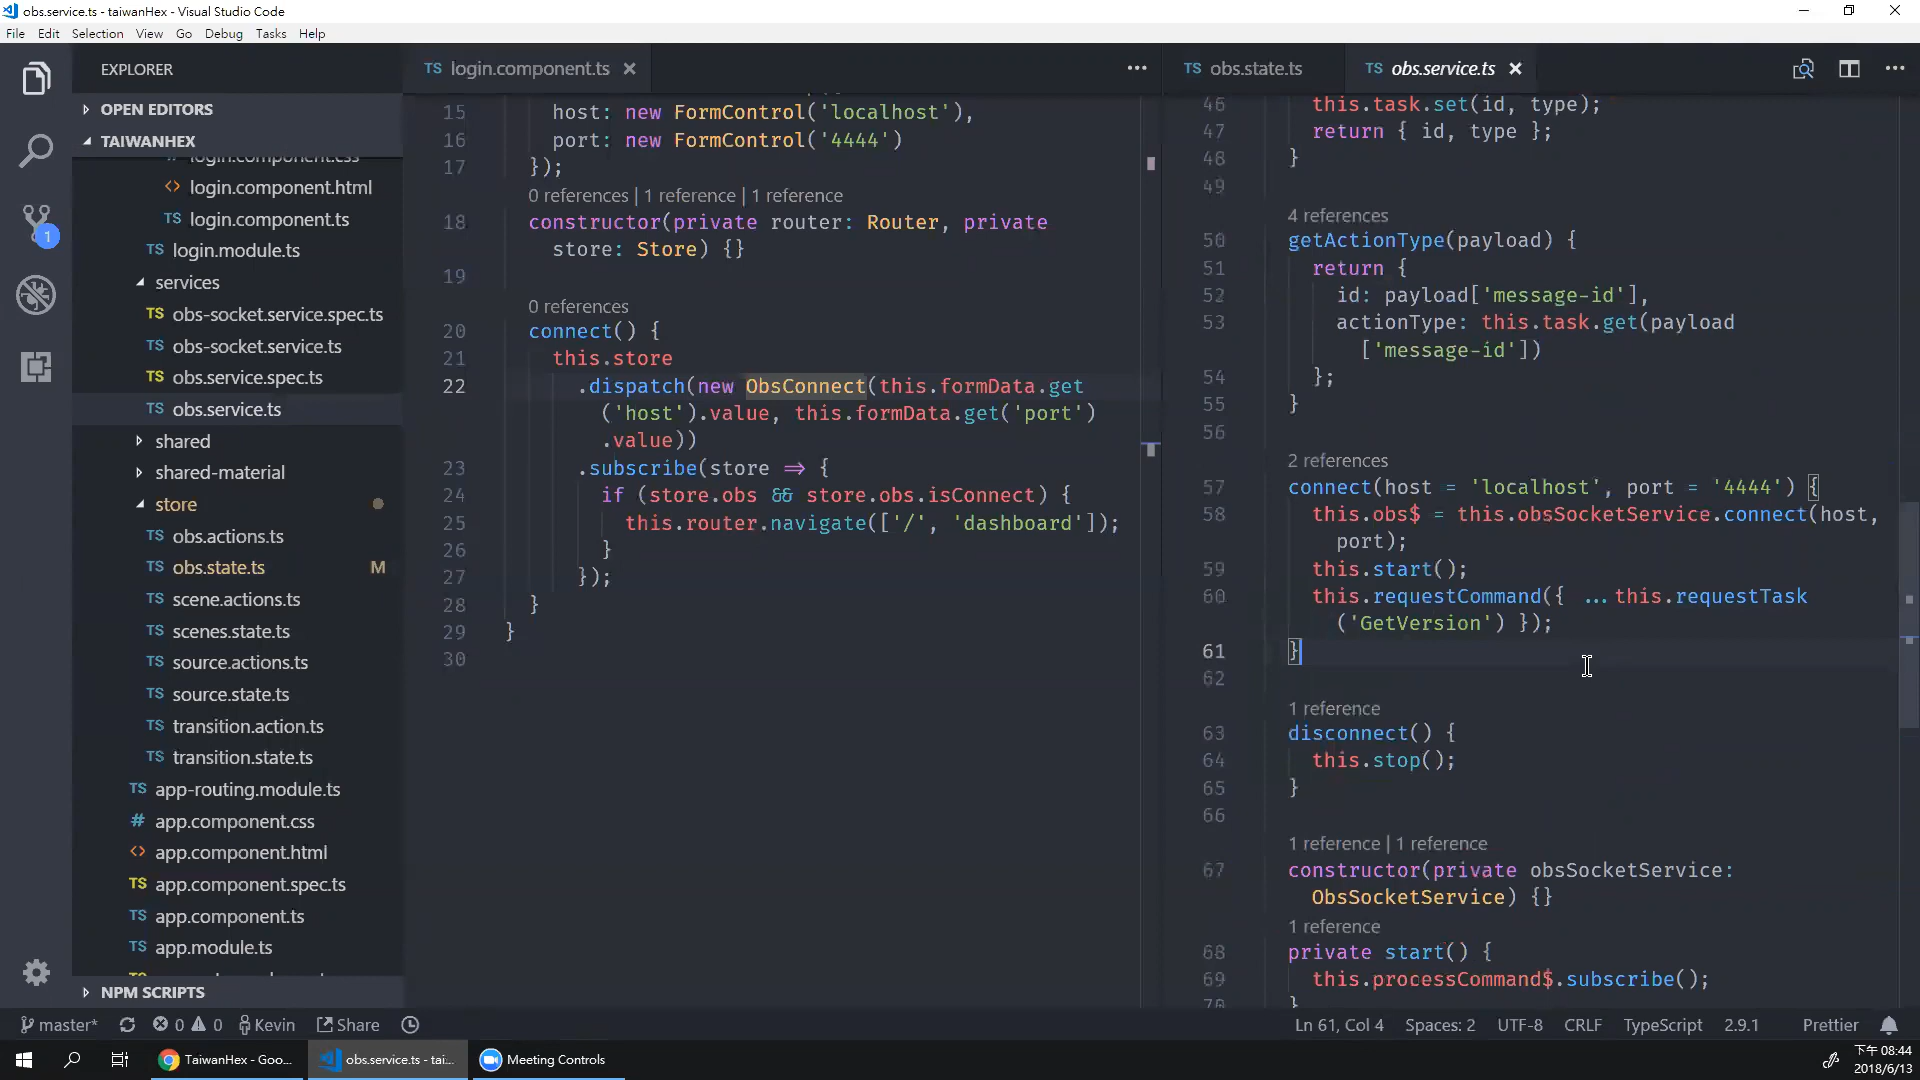 obs.service.ts - taiwanHex - Visual Studio Code
File Edit Selection View Go Debug Tasks Help
EXPLORER
OPEN EDITORS
TAIWANHEX
login.component.css
login.component.html
login.component.ts
login.module.ts
services
obs-socket.service.spec.ts
obs-socket.service.ts
obs.service.spec.ts
obs.service.ts
shared
shared-material
store
obs.actions.ts
obs.state.ts M
scene.actions.ts
scenes.state.ts
source.actions.ts
source.state.ts
transition.action.ts
transition.state.ts
app-routing.module.ts
app.component.css
app.component.html
app.component.spec.ts
app.component.ts
app.module.ts
NPM SCRIPTS
1
TS login.component.ts
15 host: new FormControl('localhost'),
16 port: new FormControl('4444')
17 });
0 references | 1 reference | 1 reference
18 constructor(private router: Router, private
store: Store) {}
19
0 references
20 connect() {
21 this.store
22 .dispatch(new ObsConnect(this.formData.get
('host').value, this.formData.get('port')
.value))
23 .subscribe(store => {
24 if (store.obs && store.obs.isConnect) {
25 this.router.navigate(['/', 'dashboard']);
26 }
27 });
28 }
29 }
30
TS obs.state.ts
TS obs.service.ts
46 this.task.set(id, type);
47 return { id, type };
48 }
49
4 references
50 getActionType(payload) {
51 return {
52 id: payload['message-id'],
53 actionType: this.task.get(payload
['message-id'])
54 };
55 }
56
2 references
57 connect(host = 'localhost', port = '4444') {
58 this.obs$ = this.obsSocketService.connect(host,
port);
59 this.start();
60 this.requestCommand({ ...this.requestTask
('GetVersion') });
61 }
62
1 reference
63 disconnect() {
64 this.stop();
65 }
66
1 reference | 1 reference
67 constructor(private obsSocketService:
ObsSocketService) {}
1 reference
68 private start() {
69 this.processCommand$.subscribe();
70 }
master* 0 0 Kevin Share
Ln 61, Col 4 Spaces: 2 UTF-8 CRLF TypeScript 2.9.1 Prettier
TaiwanHex - Goo...
obs.service.ts - tai...
Meeting Controls
下午 08:44
2018/6/13